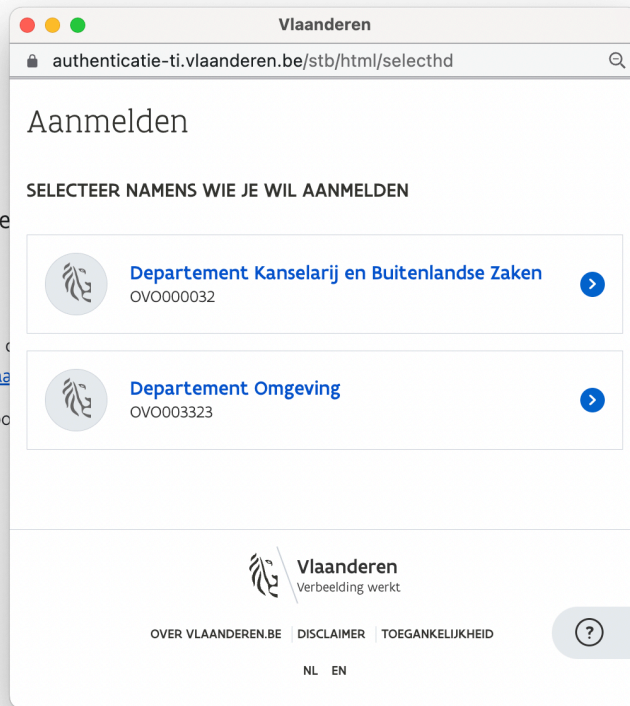 Vlaanderen
authenticatie-ti.vlaanderen.be/stb/html/selecthd
Aanmelden
SELECTEER NAMENS WIE JE WIL AANMELDEN
Departement Kanselarij en Buitenlandse Zaken
OVO000032
Departement Omgeving
OVO003323
Vlaanderen
Verbeelding werkt
OVER VLAANDEREN.BE DISCLAIMER TOEGANKELIJKHEID
?
NL EN